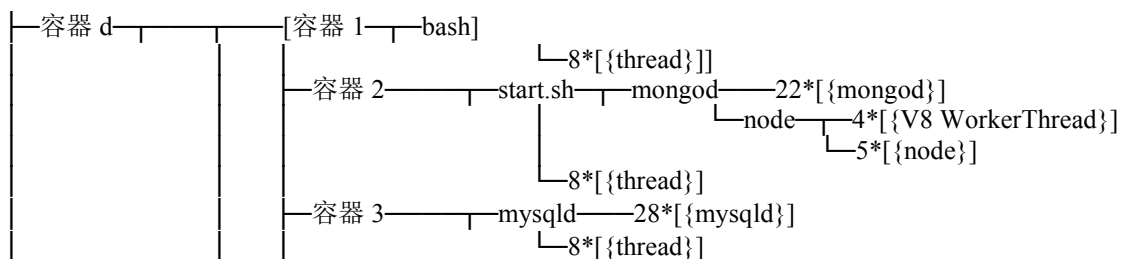 容器 d [容器 1 bash]
8*[{thread}]]
容器 2 start.sh mongod 22*[{mongod}]
node 4*[{V8 WorkerThread}]
5*[{node}]
8*[{thread}]
容器 3 mysqld 28*[{mysqld}]
8*[{thread}]